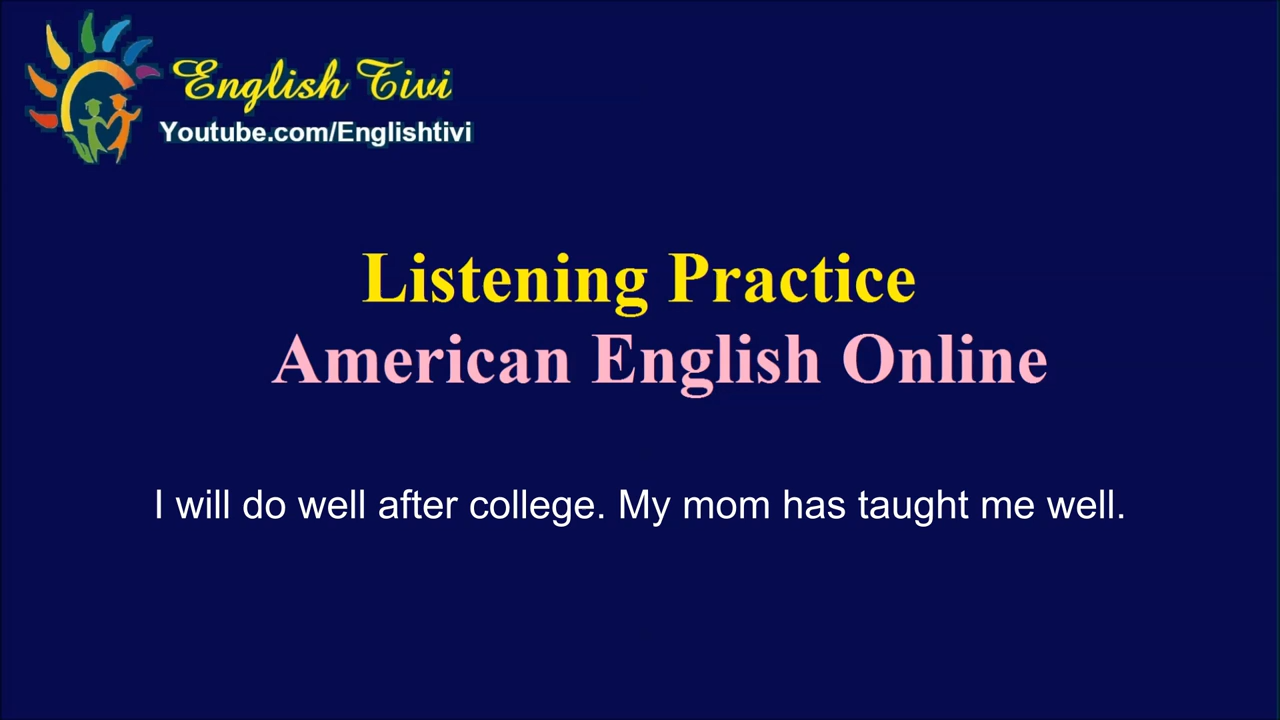 English Tivi
Youtube.com/Englishtivi
Listening Practice
American English Online
I will do well after college. My mom has taught me well.